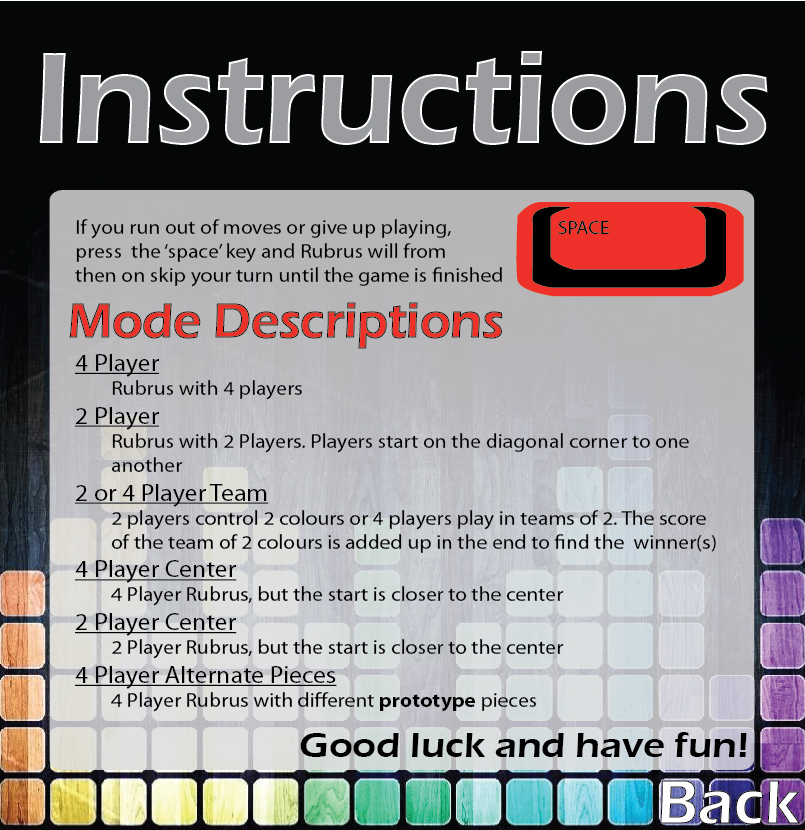 Instructions
If you run out of moves or give up playing,
press the ‘space’ key and Rubrus will from
then on skip your turn until the game is finished
SPACE
Mode Descriptions
4 Player
Rubrus with 4 players
2 Player
Rubrus with 2 Players. Players start on the diagonal corner to one
another
2 or 4 Player Team
2 players control 2 colours or 4 players play in teams of 2. The score
of the team of 2 colours is added up in the end to find the winner(s)
4 Player Center
4 Player Rubrus, but the start is closer to the center
2 Player Center
2 Player Rubrus, but the start is closer to the center
4 Player Alternate Pieces
4 Player Rubrus with different prototype pieces
Good luck and have fun!
Back